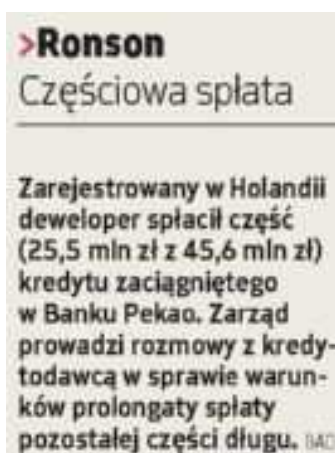 >Ronson
Częściowa spłata
Zarejestrowany w Holandii
deweloper spłacił część
(25,5 mln zł z 45,6 mln zł)
kredytu zaciągniętego
w Banku Pekao. Zarząd
prowadzi rozmowy z kredy-
todawcą w sprawie warun-
ków prolongaty spłaty
pozostałej części długu.